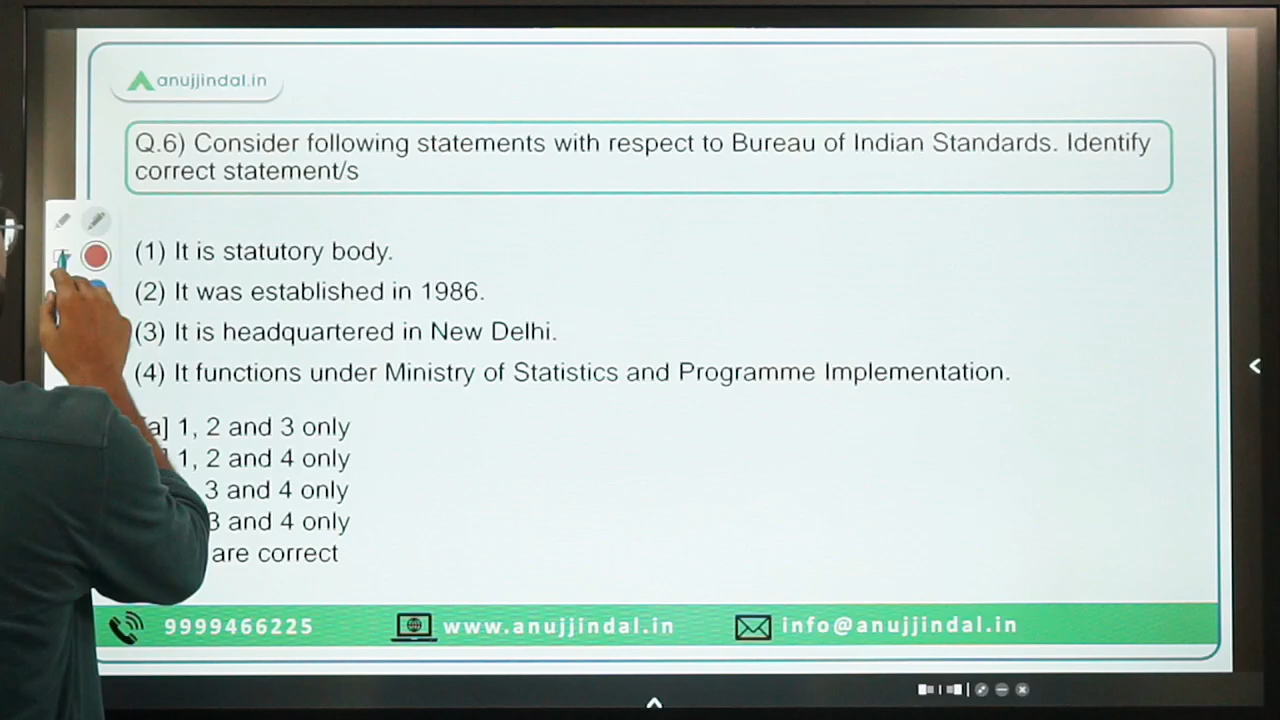 anujjindal.in
Q.6) Consider following statements with respect to Bureau of Indian Standards. Identify
correct statement/s
(1) It is statutory body.
(2) It was established in 1986.
(3) It is headquartered in New Delhi.
(4) It functions under Ministry of Statistics and Programme Implementation.
a] 1, 2 and 3 only
] 1, 2 and 4 only
3 and 4 only
3 and 4 only
are correct
9999466225 www.anujjindal.in info@anujjindal.in